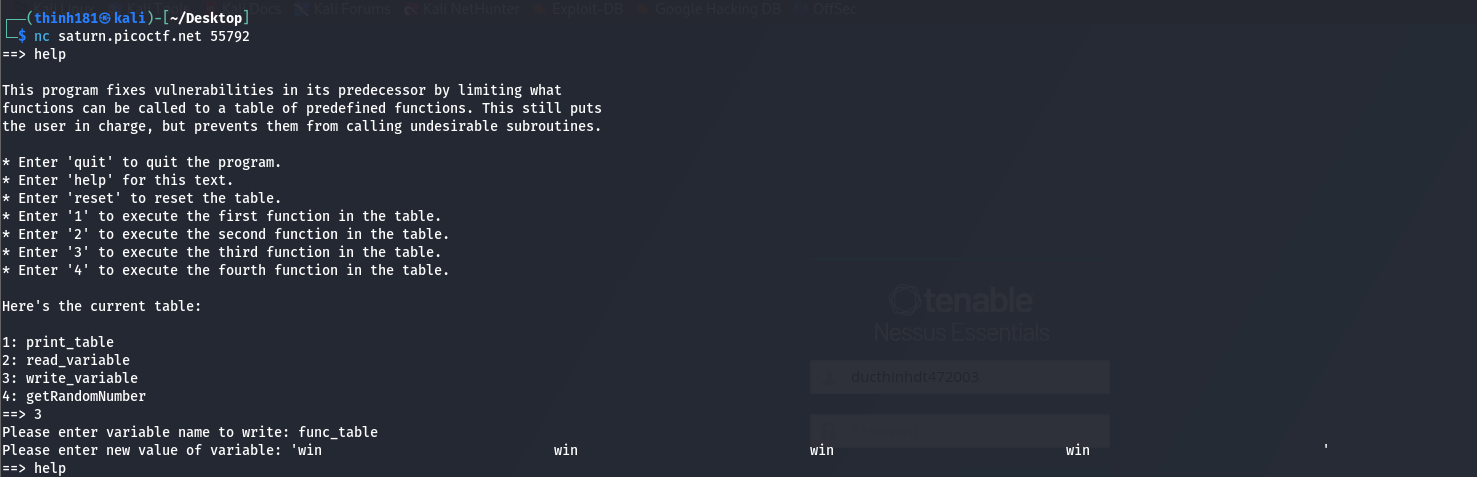 Kali Forums Kali NetHunter Exploit-DB Google Hacking DB OffSec
┌──(thinh181㉿kali)-[~/Desktop]
└─$ nc saturn.picoctf.net 55792
==> help
This program fixes vulnerabilities in its predecessor by limiting what
functions can be called to a table of predefined functions. This still puts
the user in charge, but prevents them from calling undesirable subroutines.
* Enter 'quit' to quit the program.
* Enter 'help' for this text.
* Enter 'reset' to reset the table.
* Enter '1' to execute the first function in the table.
* Enter '2' to execute the second function in the table.
* Enter '3' to execute the third function in the table.
* Enter '4' to execute the fourth function in the table.
Here's the current table:
tenable
Nessus Essentials
1: print_table
2: read_variable
3: write_variable
ducthinhdt472003
4: getRandomNumber
==> 3
Please enter variable name to write: func_table
Please enter new value of variable: 'win                             win                             win                             win                             '
==> help